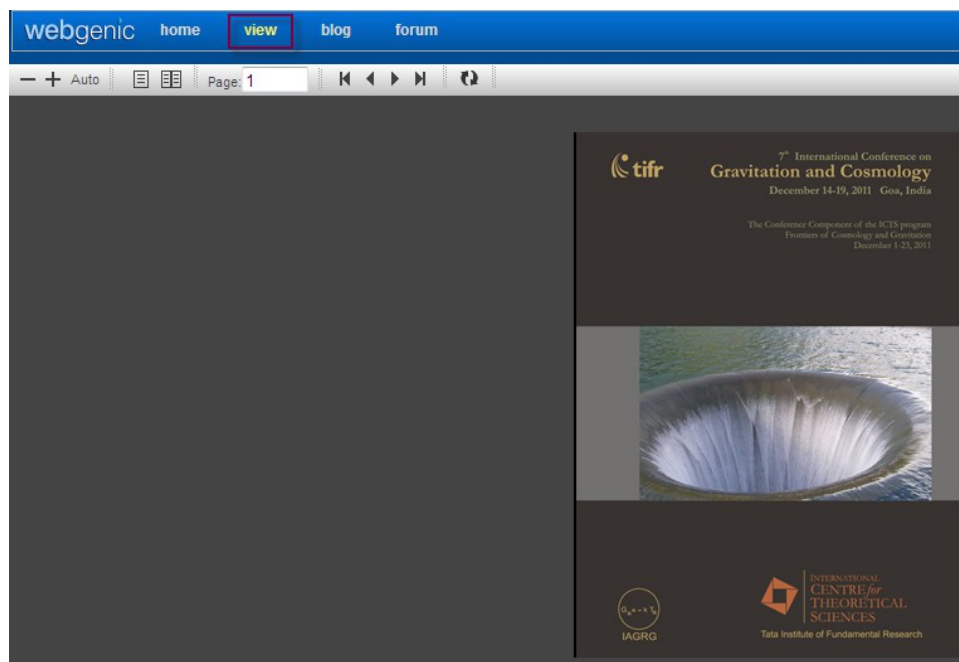 webgenic home view blog forum
Auto Page: 1
tifr
7th International Conference on
Gravitation and Cosmology
December 14-19, 2011 Goa, India
The Conference Component of the ICTS program
Frontiers of Cosmology and Gravitation
December 1-23, 2011
IAGRG
INTERNATIONAL
CENTRE for
THEORETICAL
SCIENCES
Tata Institute of Fundamental Research